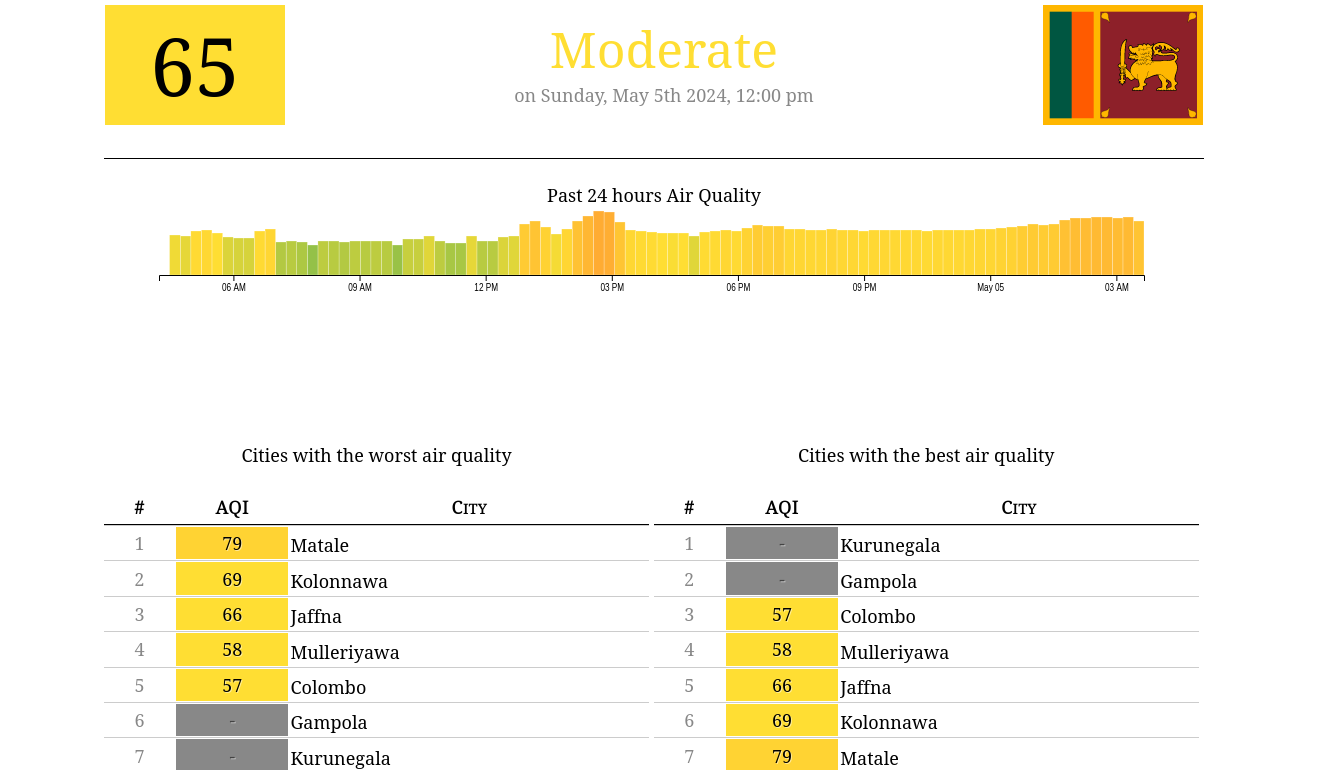 65
Moderate
on Sunday, May 5th 2024, 12:00 pm
Past 24 hours Air Quality
06 AM 09 AM 12 PM 03 PM 06 PM 09 PM May 05 03 AM
Cities with the worst air quality
# AQI City
1 79 Matale
2 69 Kolonnawa
3 66 Jaffna
4 58 Mulleriyawa
5 57 Colombo
6 - Gampola
7 - Kurunegala
Cities with the best air quality
# AQI City
1 - Kurunegala
2 - Gampola
3 57 Colombo
4 58 Mulleriyawa
5 66 Jaffna
6 69 Kolonnawa
7 79 Matale